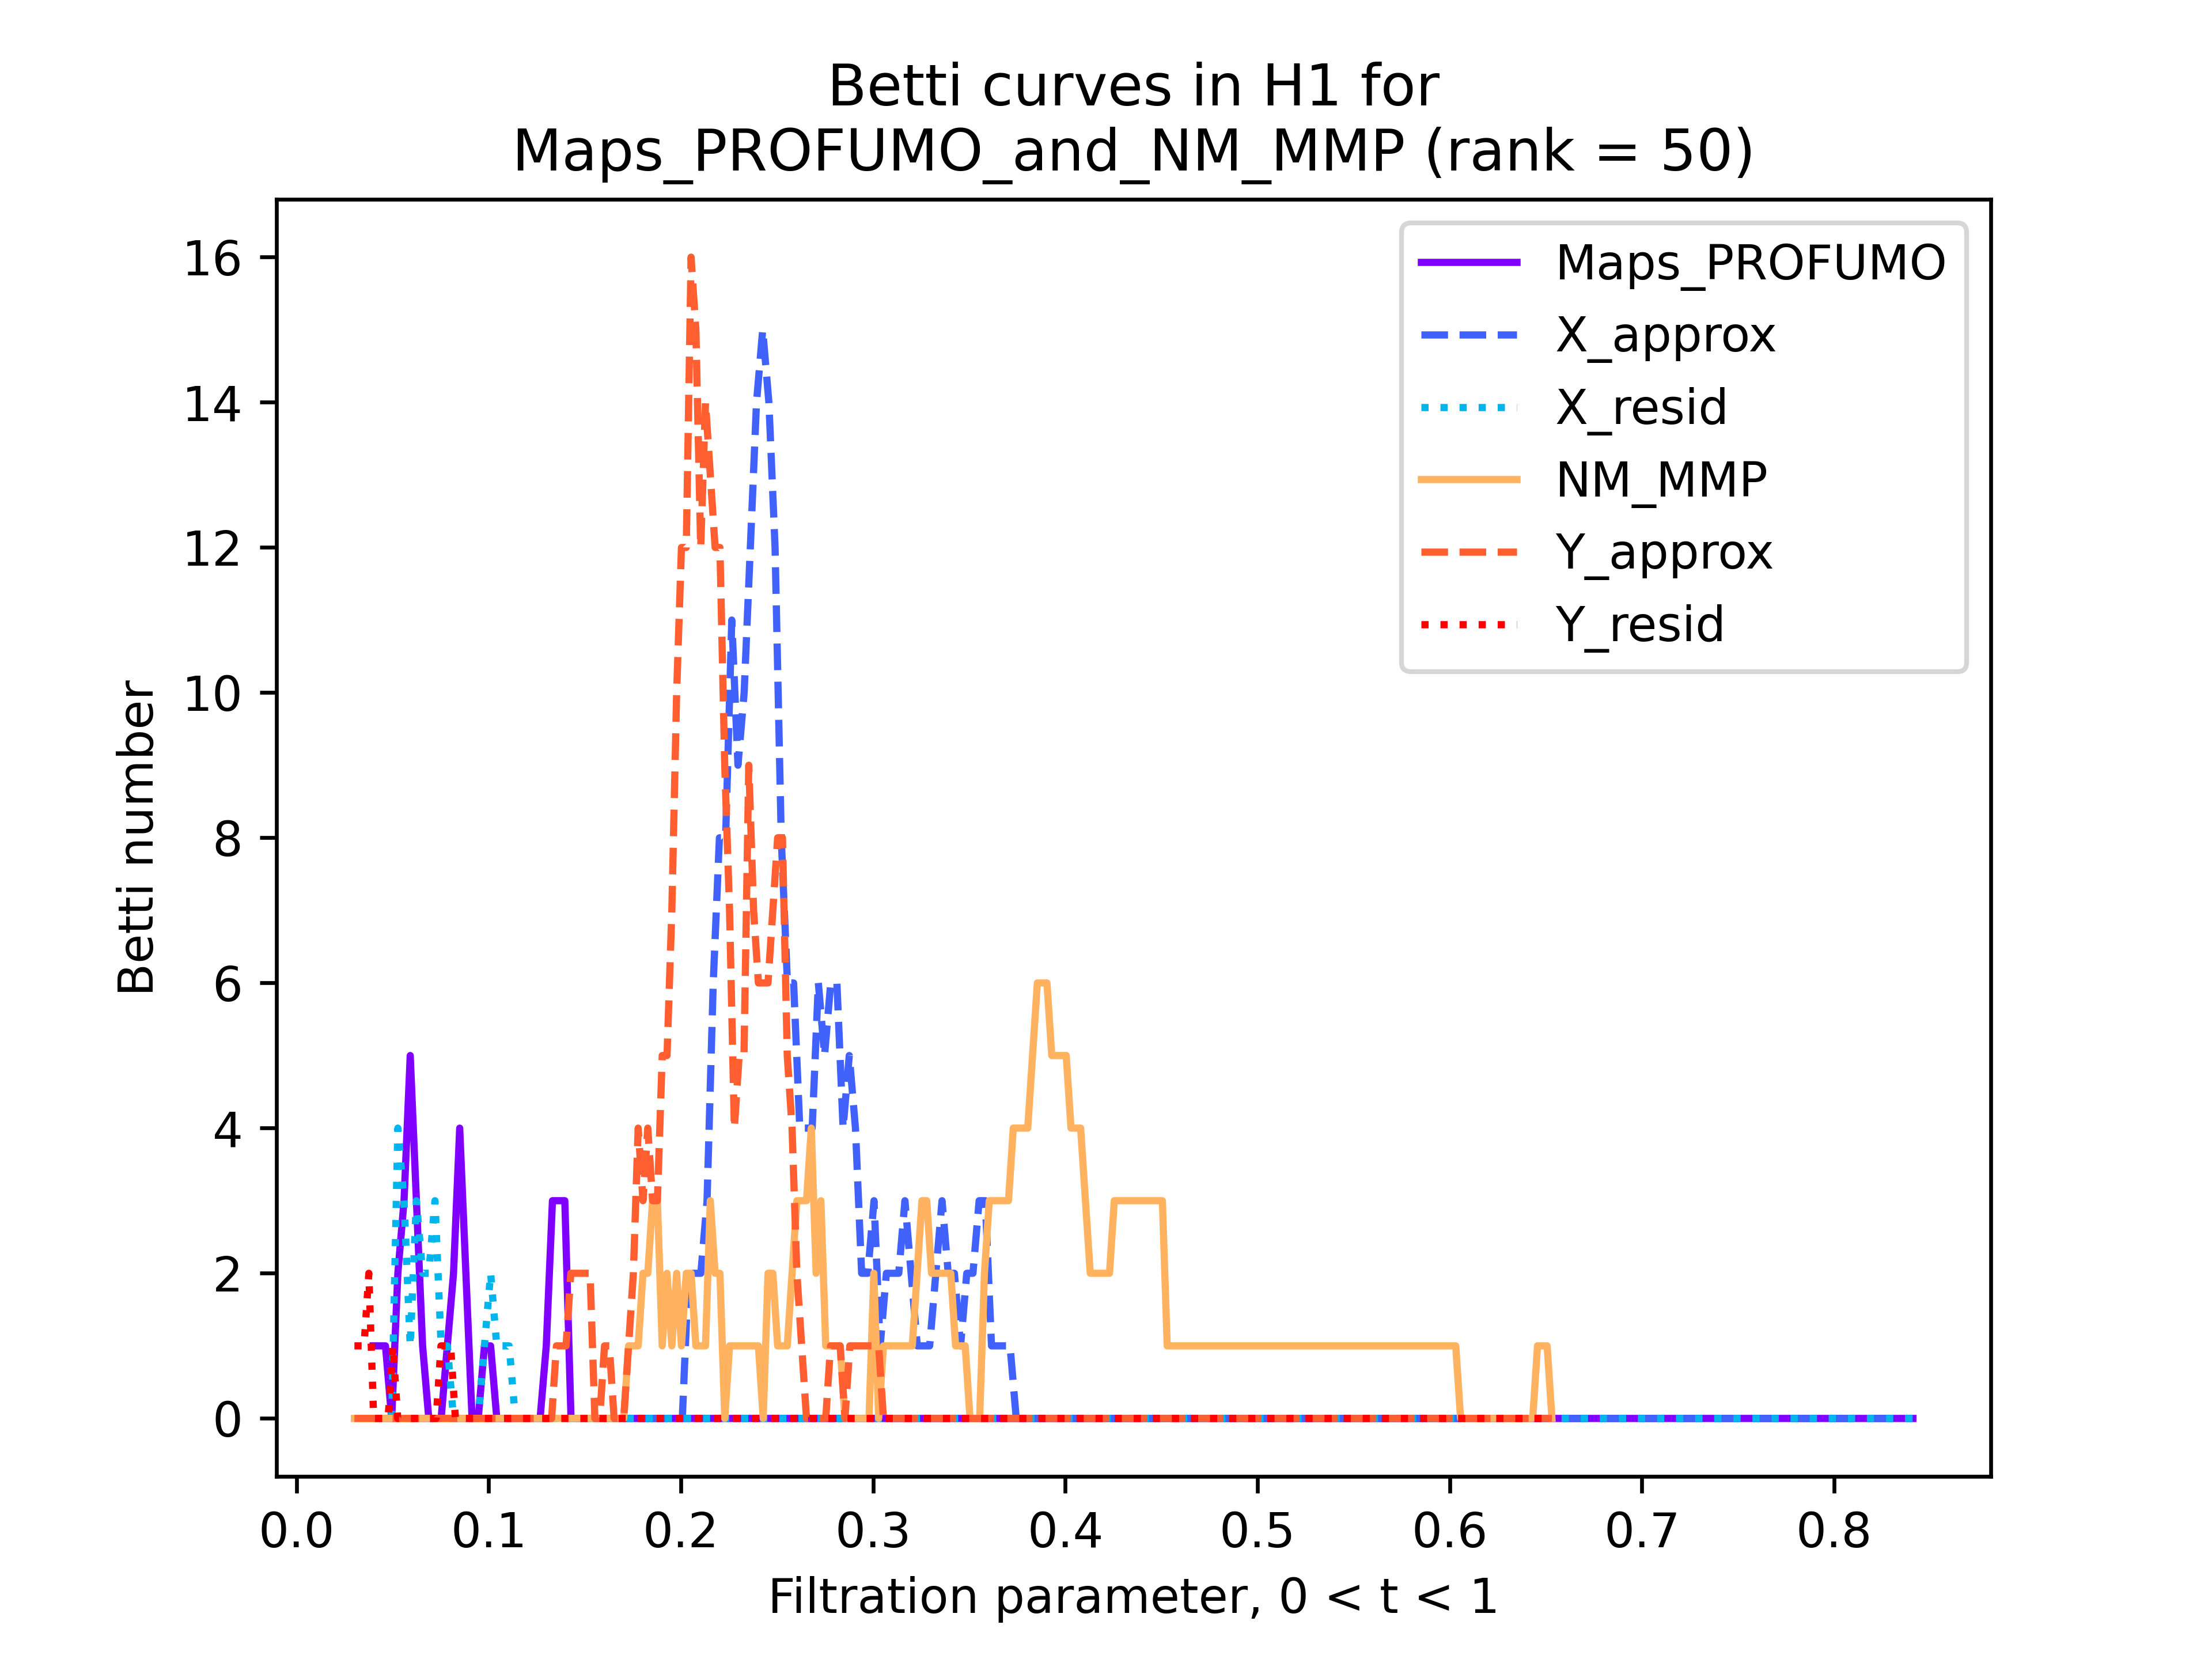 Betti curves in H1 for
Maps_PROFUMO_and_NM_MMP (rank = 50)
Maps_PROFUMO
X_approx
X_resid
NM_MMP
Y_approx
Y_resid
Betti number
16
14
12
10
8
6
4
2
0
0.0 0.1 0.2 0.3 0.4 0.5 0.6 0.7 0.8
Filtration parameter, 0 < t < 1